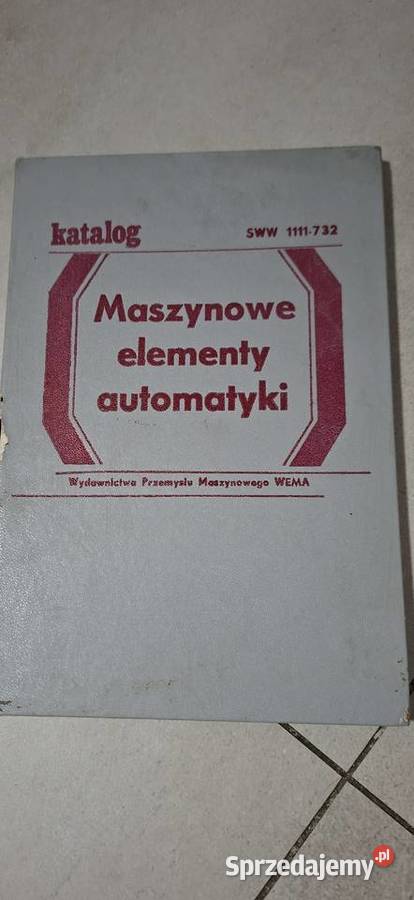 katalog
SWW 1111-732
Maszynowe
elementy
automatyki
Wydawnictwa Przemysłu Maszynowego WEMA
Sprzedajemy.pl